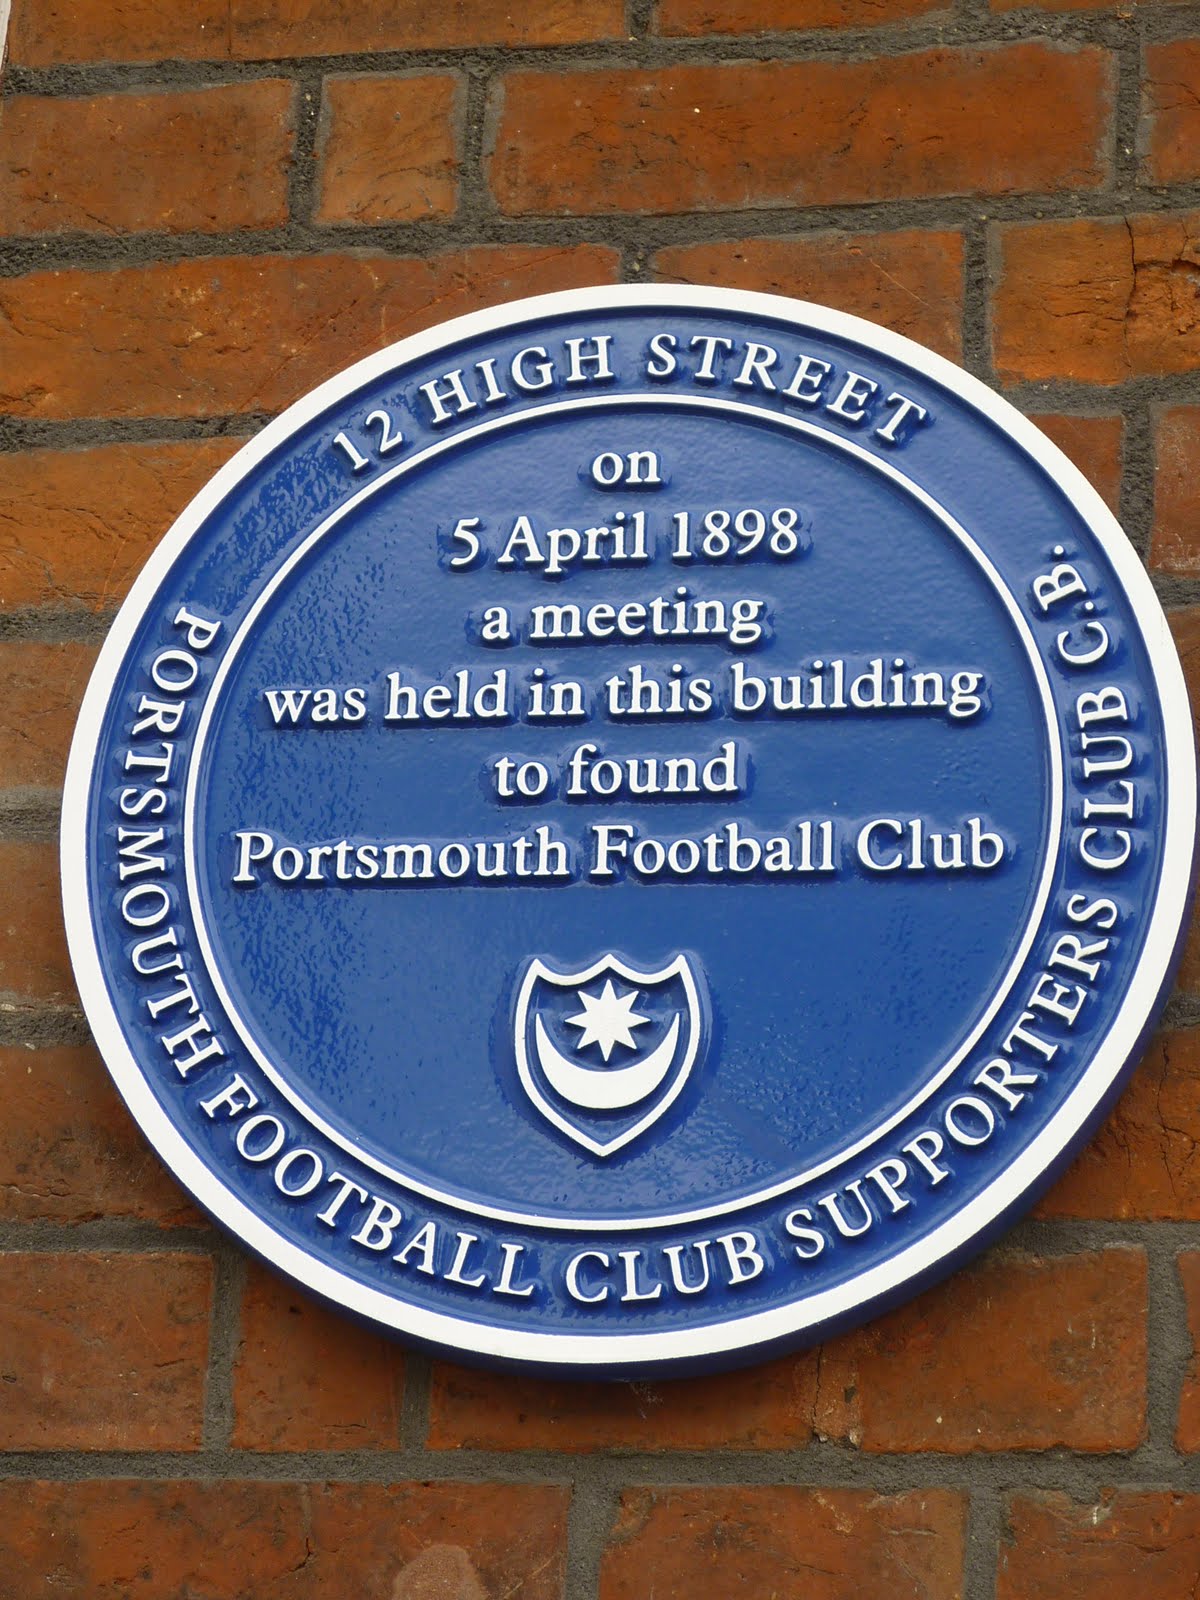 12 HIGH STREET
on
5 April 1898
a meeting
was held in this building
to found
Portsmouth Football Club
PORTSMOUTH FOOTBALL CLUB SUPPORTERS CLUB C.B.